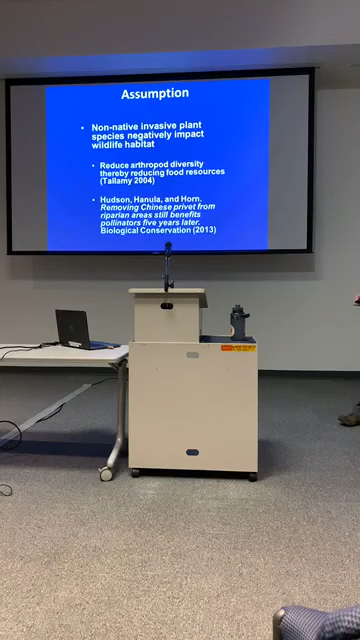 Assumption
• Non-native invasive plant
species negatively impact
wildlife habitat
• Reduce arthropod diversity
thereby reducing food resources
(Tallamy 2004)
• Hudson, Hanula, and Horn.
Removing Chinese privet from
riparian areas still benefits
pollinators five years later,
Biological Conservation (2013)